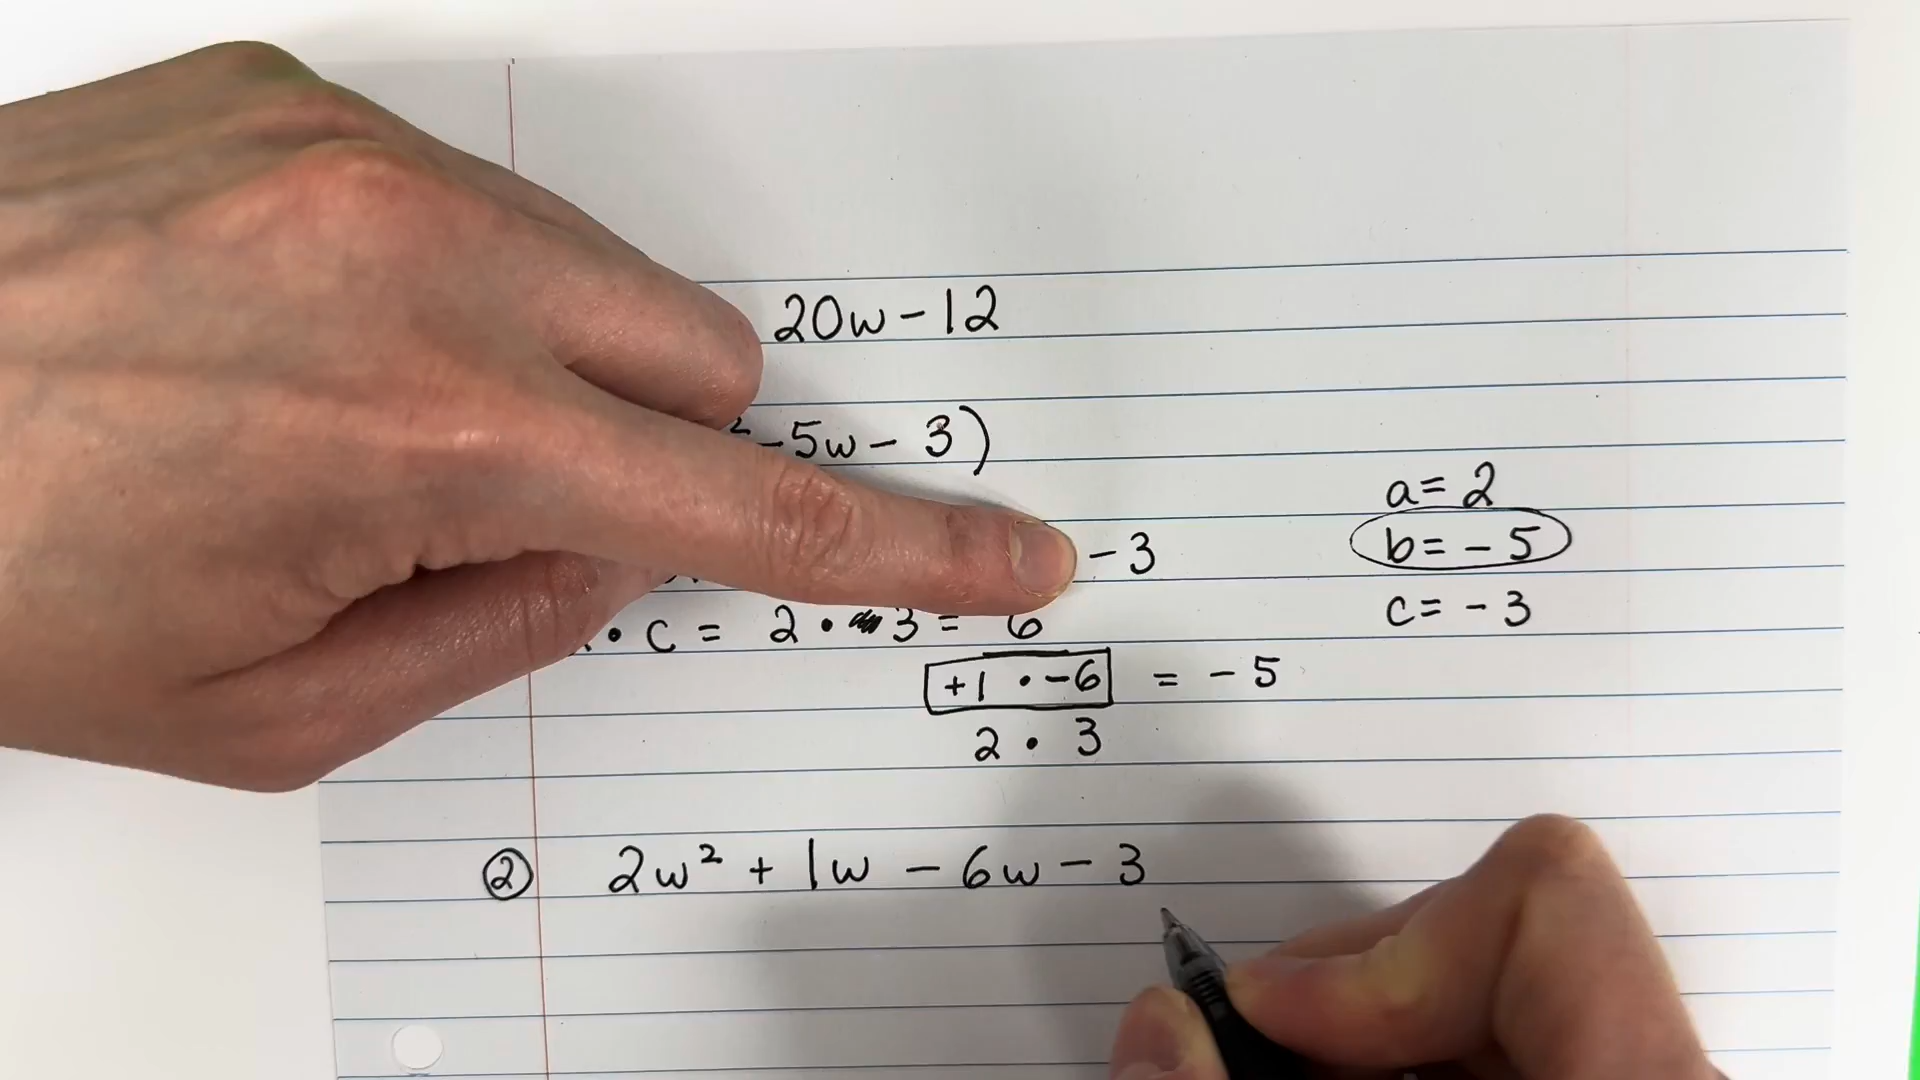 20w - 12
² - 5w - 3)
- 3
a = 2
b = - 5
c = - 3
• c = 2 • 3 = 6
+1 • -6 = - 5
2 • 3
② 2w² + 1w - 6w - 3